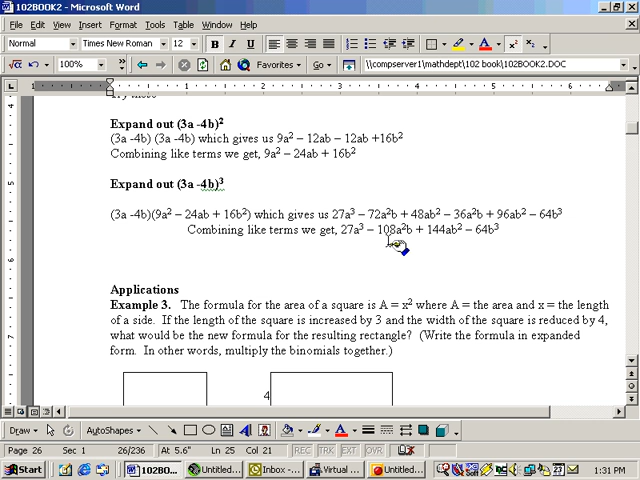 102BOOK2 - Microsoft Word
File Edit View Insert Format Tools Table Window Help
Normal Times New Roman 12 B I U
100% Favorites Go \\compserver1\mathdept\102 book\102BOOK2.DOC
Expand out (3a -4b)²
(3a -4b) (3a -4b) which gives us 9a² – 12ab – 12ab +16b²
Combining like terms we get, 9a² – 24ab + 16b²
Expand out (3a -4b)³
(3a -4b)(9a² – 24ab + 16b²) which gives us 27a³ – 72a²b + 48ab² – 36a²b + 96ab² – 64b³
Combining like terms we get, 27a³ – 108a²b + 144ab² – 64b³
Applications
Example 3. The formula for the area of a square is A = x² where A = the area and x = the length
of a side. If the length of the square is increased by 3 and the width of the square is reduced by 4,
what would be the new formula for the resulting rectangle? (Write the formula in expanded
form. In other words, multiply the binomials together.)
4
Draw AutoShapes
Page 26 Sec 1 26/236 At 5.6" Ln 25 Col 21 REC TRK EXT OVR
Start 102BO... Untitled... Inbox -... Virtual ... Untitled... 1:31 PM